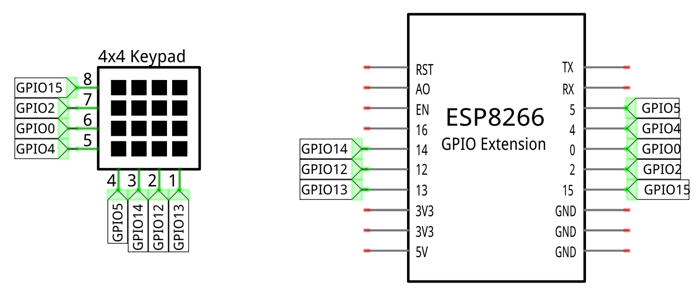 4x4 Keypad
GPIO15 8
GPIO2 7
GPIO0 6
GPIO4 5
4 3 2 1
GPIO5
GPIO14
GPIO12
GPIO13
ESP8266
GPIO Extension
RST TX
AO RX
EN 5 GPIO5
16 4 GPIO4
GPIO14 14 0 GPIO0
GPIO12 12 2 GPIO2
GPIO13 13 15 GPIO15
3V3 GND
3V3 GND
5V GND